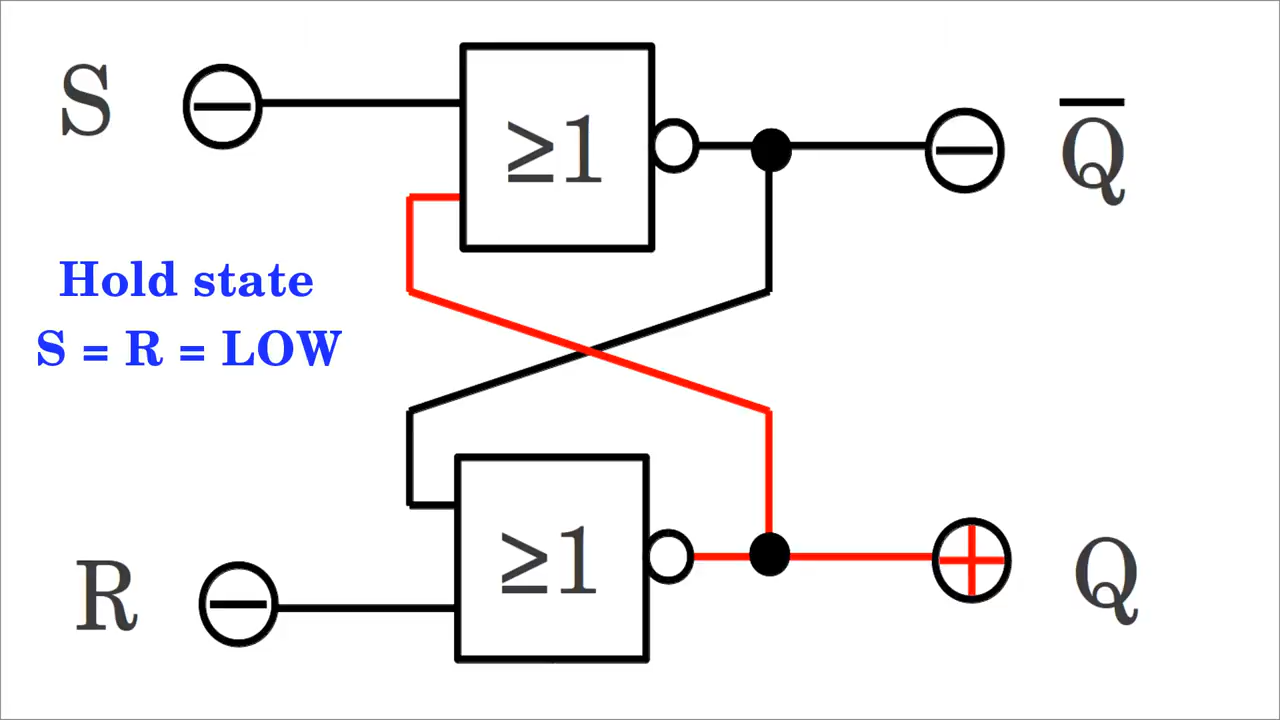 S
≥1
Q̅
Hold state
S = R = LOW
R
≥1
Q